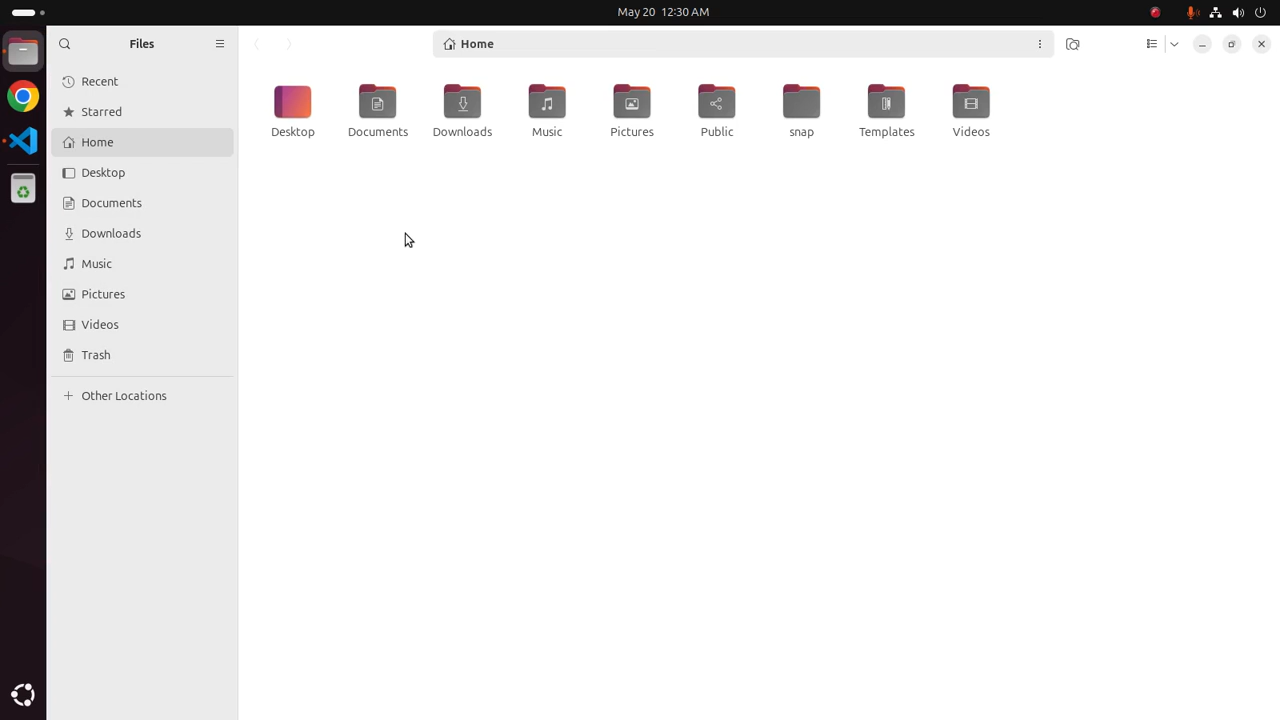 May 20 12:30 AM
Files
Home
Recent
Starred
Home
Desktop
Documents
Downloads
Music
Pictures
Videos
Trash
Other Locations
Desktop
Documents
Downloads
Music
Pictures
Public
snap
Templates
Videos